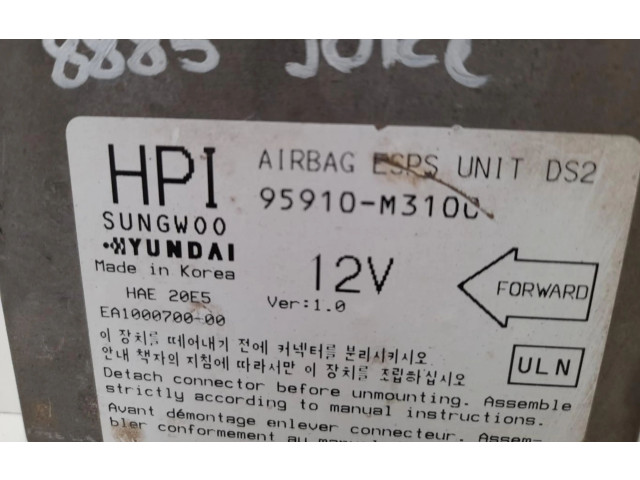 8885 JOKC
HPI AIRBAG ESPS UNIT DS2
95910-M3100
SUNGWOO
HYUNDAI
Made in Korea
12V
FORWARD
HAE 20E5
Ver:1.0
EA1000700-00
이 장치를 떼어내기 전에 커넥터를 분리시키시오
안내 책자의 지침에 따라서만 이 장치를 조립하십시오
ULN
Detach connector before unmounting. Assemble
strictly according to manual instructions.
Avant démontage enlever connecteur. Assem-
bler conformement au